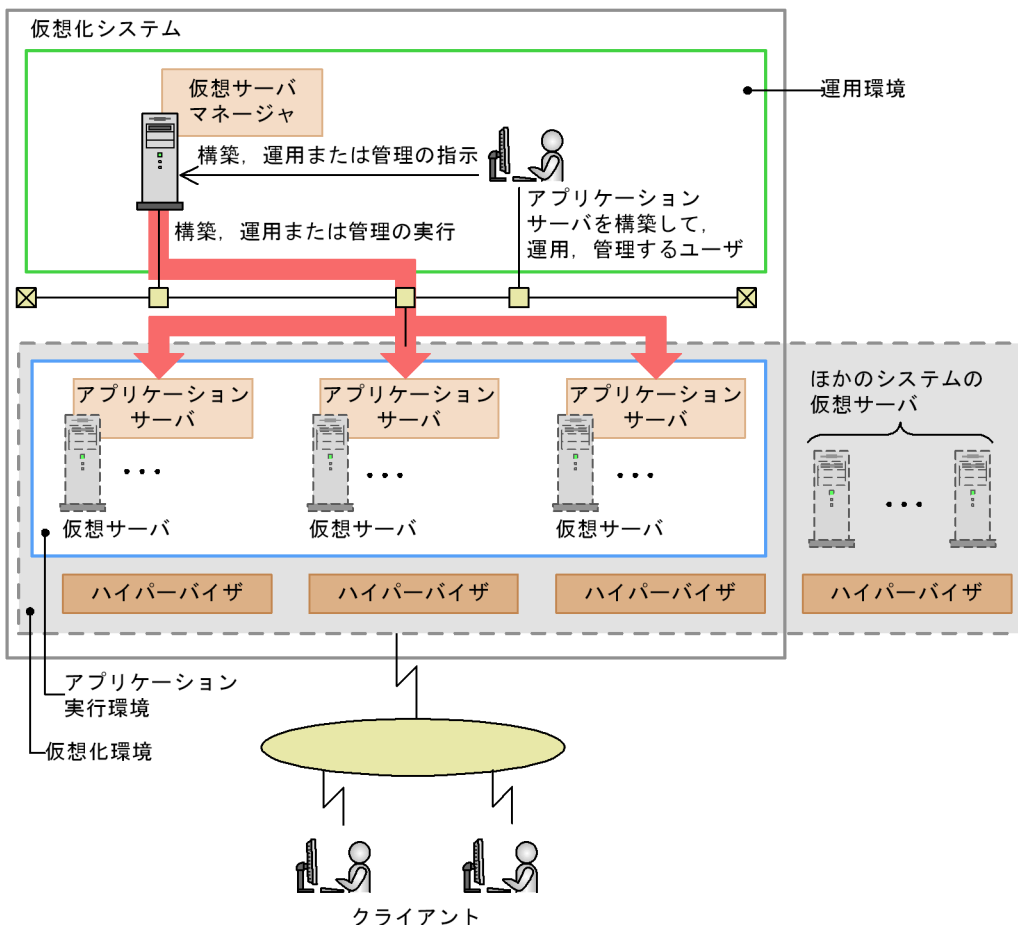 仮想化システム
仮想サーバ
マネージャ
運用環境
構築，運用または管理の指示
アプリケーション
サーバを構築して，
運用，管理するユーザ
構築，運用または管理の実行
アプリケーション
サーバ
アプリケーション
サーバ
アプリケーション
サーバ
ほかのシステムの
仮想サーバ
...
...
...
...
仮想サーバ
仮想サーバ
仮想サーバ
ハイパーバイザ
ハイパーバイザ
ハイパーバイザ
ハイパーバイザ
アプリケーション
実行環境
仮想化環境
クライアント